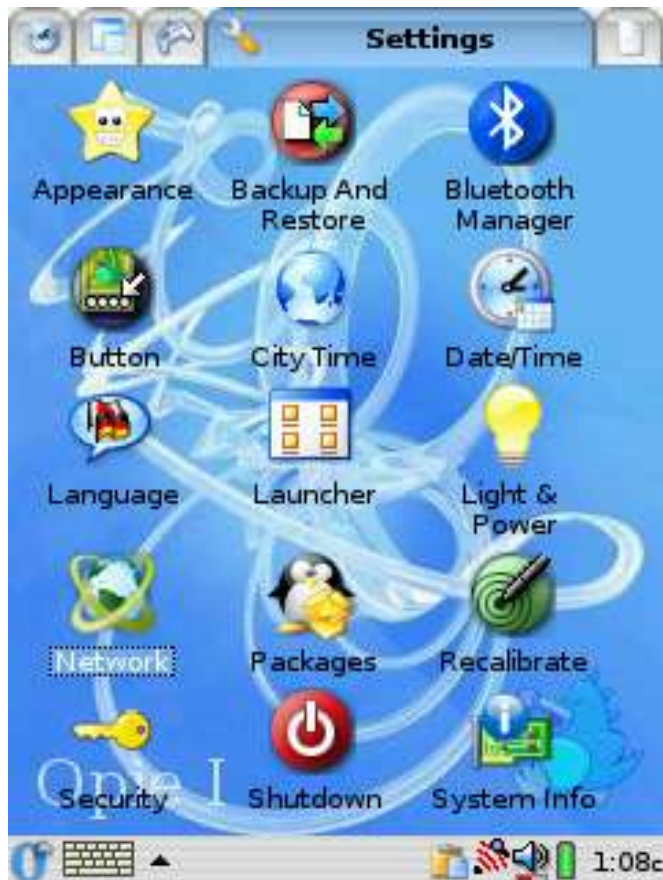 Settings
Appearance
Backup And
Restore
Bluetooth
Manager
Button
City Time
Date/Time
Language
Launcher
Light &
Power
Network
Packages
Recalibrate
Opie I
Security
Shutdown
System Info
1:08